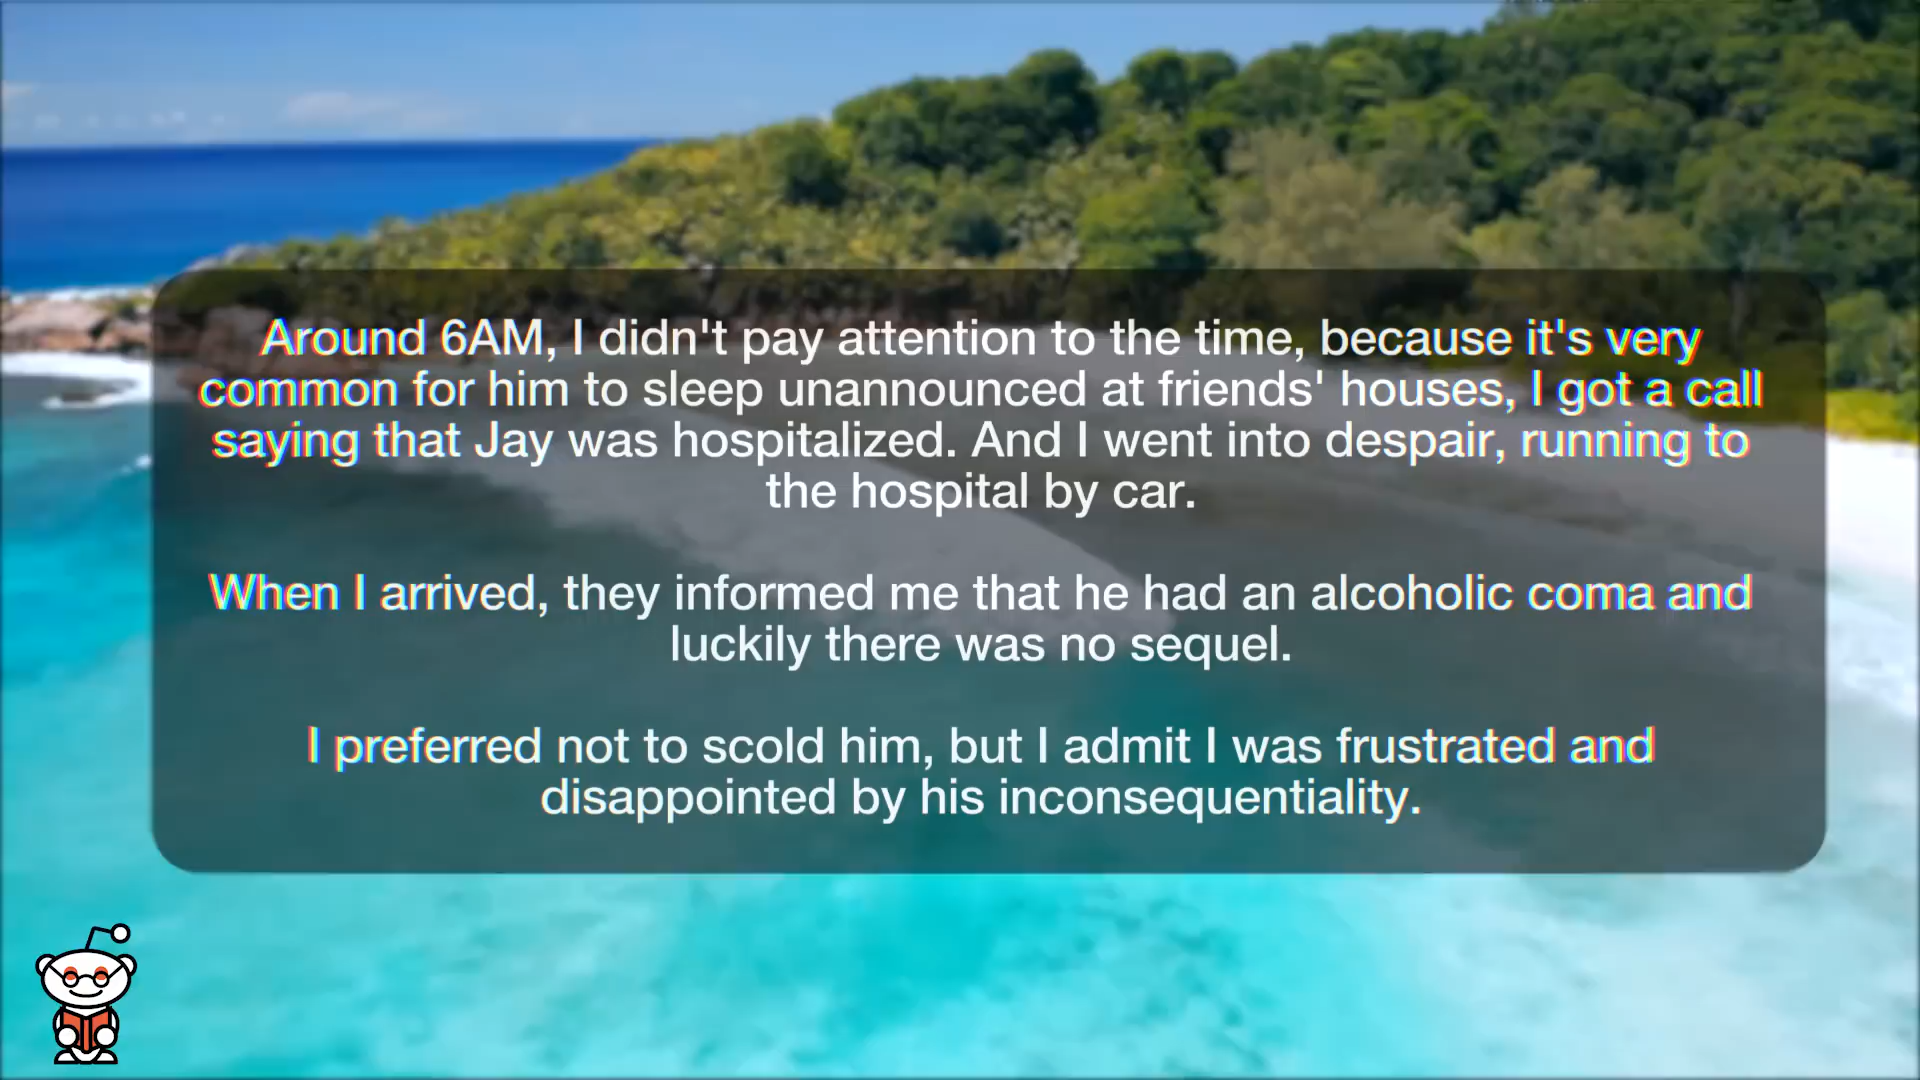 Around 6AM, I didn't pay attention to the time, because it's very
common for him to sleep unannounced at friends' houses, I got a call
saying that Jay was hospitalized. And I went into despair, running to
the hospital by car.
When I arrived, they informed me that he had an alcoholic coma and
luckily there was no sequel.
I preferred not to scold him, but I admit I was frustrated and
disappointed by his inconsequentiality.